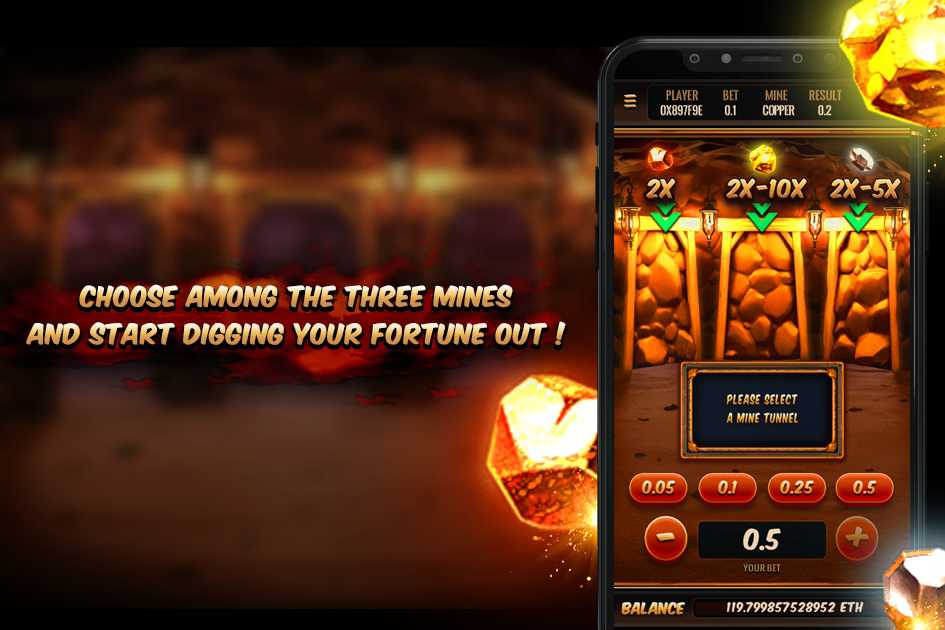 CHOOSE AMONG THE THREE MINES
AND START DIGGING YOUR FORTUNE OUT !
PLAYER BET MINE RESULT
0X897F9E 0.1 COPPER 0.2
2X 2X-10X 2X-5X
PLEASE SELECT
A MINE TUNNEL
0.05 0.1 0.25 0.5
- 0.5 +
YOUR BET
BALANCE 119.799857528952 ETH